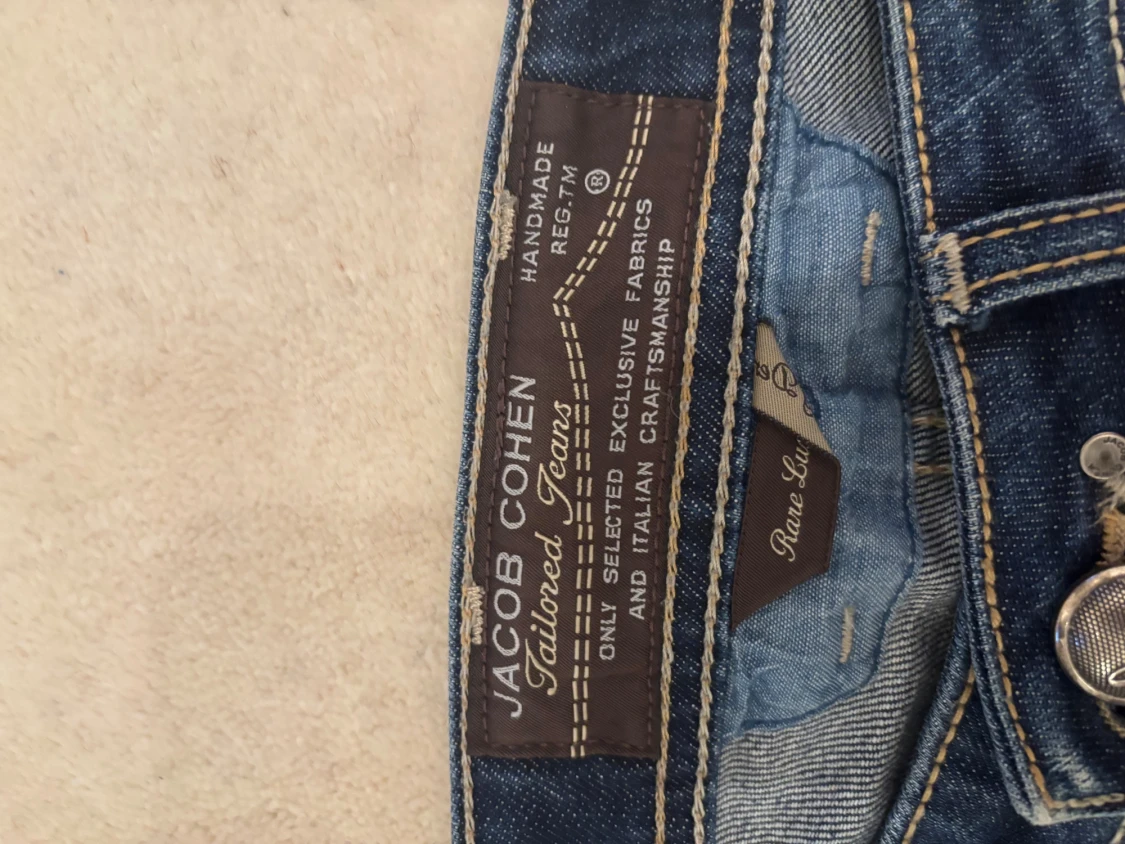 JACOB COHEN
HANDMADE
Tailored Jeans
REG.TM
®
ONLY SELECTED EXCLUSIVE FABRICS
AND ITALIAN CRAFTSMANSHIP
Rare